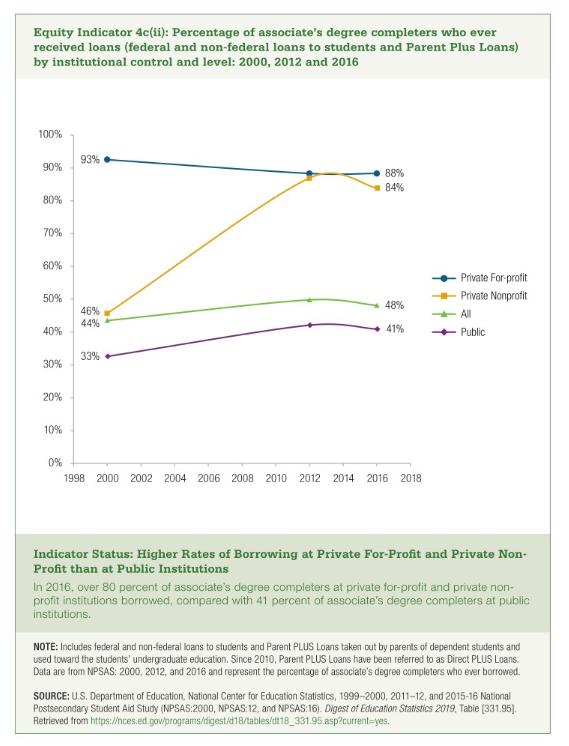 Equity Indicator 4c(ii): Percentage of associate's degree completers who ever
received loans (federal and non-federal loans to students and Parent Plus Loans)
by institutional control and level: 2000, 2012 and 2016
100%
90%
80%
70%
60%
50%
40%
30%
20%
10%
0%
93%
46%
44%
33%
88%
84%
48%
41%
1998 2000 2002 2004 2006 2008 2010 2012 2014 2016 2018
Private For-profit
Private Nonprofit
All
Public
Indicator Status: Higher Rates of Borrowing at Private For-Profit and Private Non-
Profit than at Public Institutions
In 2016, over 80 percent of associate's degree completers at private for-profit and private non-
profit institutions borrowed, compared with 41 percent of associate's degree completers at public
institutions.
NOTE: Includes federal and non-federal loans to students and Parent PLUS Loans taken out by parents of dependent students and
used toward the students' undergraduate education. Since 2010, Parent PLUS Loans have been referred to as Direct PLUS Loans.
Data are from NPSAS: 2000, 2012, and 2016 and represent the percentage of associate's degree completers who ever borrowed.
SOURCE: U.S. Department of Education, National Center for Education Statistics, 1999–2000, 2011–12, and 2015-16 National
Postsecondary Student Aid Study (NPSAS:2000, NPSAS:12, and NPSAS:16). Digest of Education Statistics 2019, Table [331.95].
Retrieved from https://nces.ed.gov/programs/digest/d18/tables/dt18_331.95.asp?current=yes.